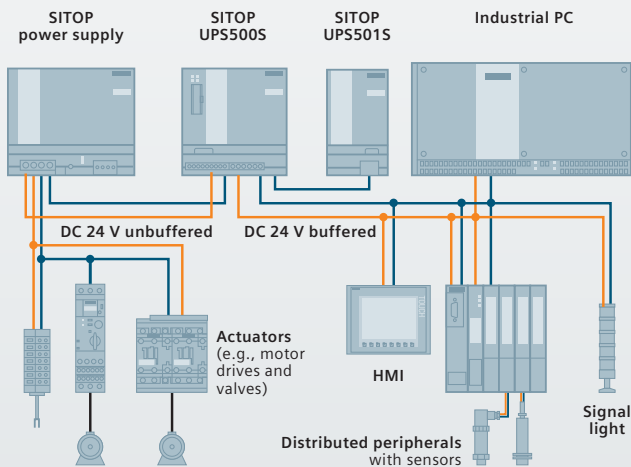 SITOP
power supply
SITOP
UPS500S
SITOP
UPS501S
Industrial PC
DC 24 V unbuffered
DC 24 V buffered
Actuators
(e.g., motor
drives and
valves)
TOUCH
HMI
Signal
light
Distributed peripherals
with sensors